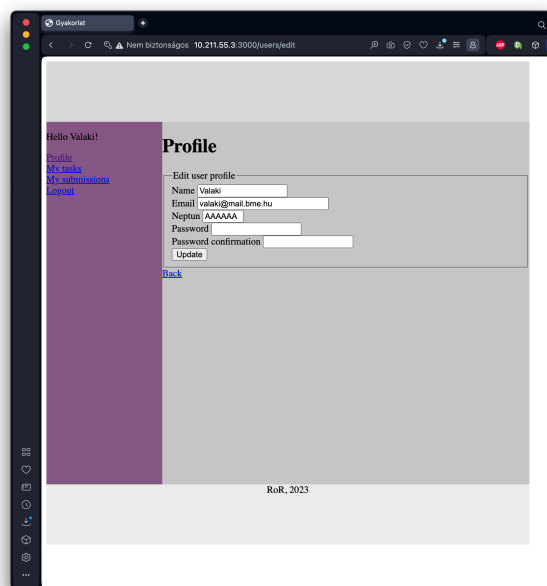 Gyakorlat
Nem biztonságos 10.211.55.3:3000/users/edit
ABP
Hello Valaki!
Profile
My tasks
My submissions
Logout
Profile
Edit user profile
Name Valaki
Email valaki@mail.bme.hu
Neptun AAAAAA
Password
Password confirmation
Update
Back
RoR, 2023